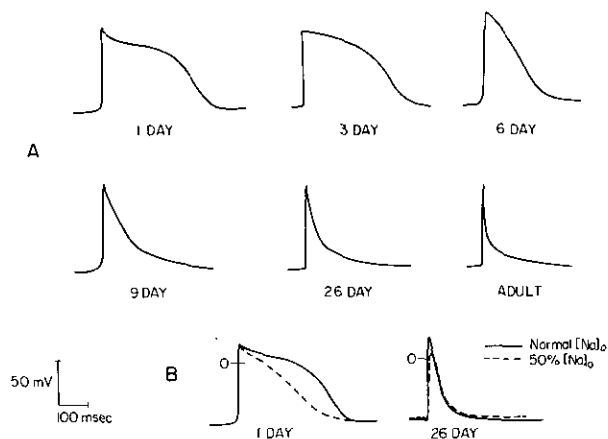 1 DAY
3 DAY
6 DAY
A
9 DAY
26 DAY
ADULT
50 mV
100 msec
B
0
1 DAY
0
26 DAY
Normal [Na]o
50% [Na]o